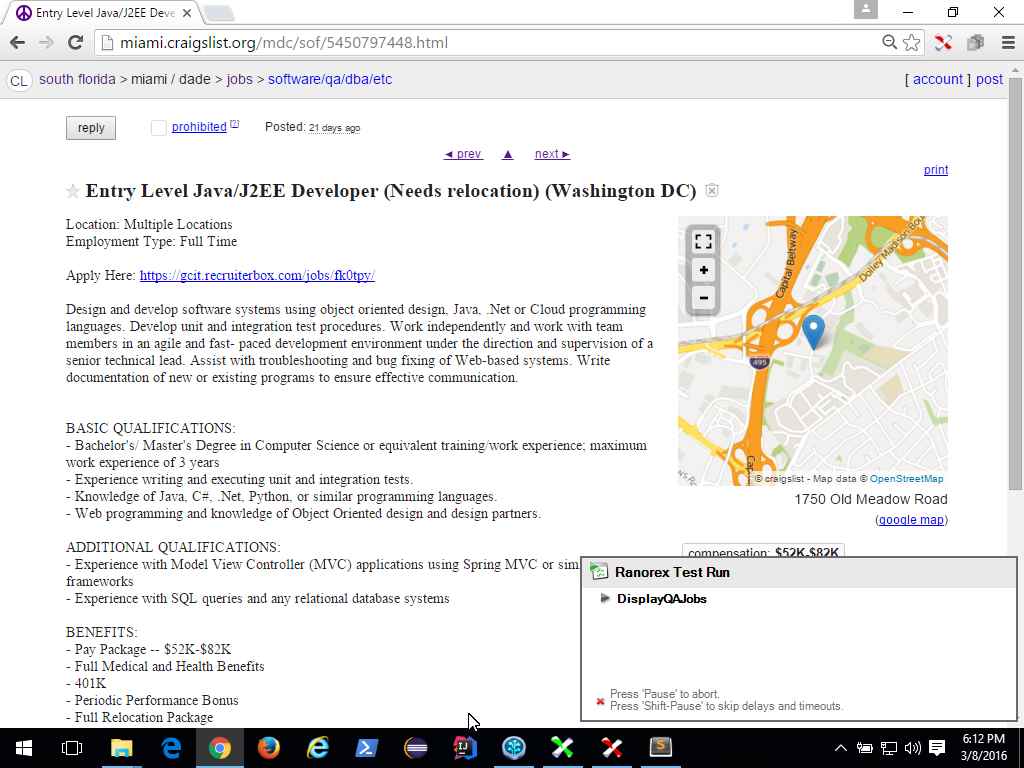 Entry Level Java/J2EE Deve
miami.craigslist.org/mdc/sof/5450797448.html
CL south florida > miami / dade > jobs > software/qa/dba/etc [ account ] post
reply prohibited [?] Posted: 21 days ago
◄ prev ▲ next ►
print
Entry Level Java/J2EE Developer (Needs relocation) (Washington DC)
Location: Multiple Locations
Employment Type: Full Time
Apply Here: https://gcit.recruiterbox.com/jobs/fk0tpy/
Design and develop software systems using object oriented design, Java, .Net or Cloud programming
languages. Develop unit and integration test procedures. Work independently and work with team
members in an agile and fast- paced development environment under the direction and supervision of a
senior technical lead. Assist with troubleshooting and bug fixing of Web-based systems. Write
documentation of new or existing programs to ensure effective communication.
BASIC QUALIFICATIONS:
- Bachelor's/ Master's Degree in Computer Science or equivalent training/work experience; maximum
work experience of 3 years
- Experience writing and executing unit and integration tests.
- Knowledge of Java, C#, .Net, Python, or similar programming languages.
- Web programming and knowledge of Object Oriented design and design partners.
ADDITIONAL QUALIFICATIONS:
- Experience with Model View Controller (MVC) applications using Spring MVC or sim
frameworks
- Experience with SQL queries and any relational database systems
BENEFITS:
- Pay Package -- $52K-$82K
- Full Medical and Health Benefits
- 401K
- Periodic Performance Bonus
- Full Relocation Package
+
−
Capital Beltway
Dolley Madison Bou
495
Cap
© craigslist - Map data © OpenStreetMap
1750 Old Meadow Road
(google map)
compensation: $52K-$82K
Ranorex Test Run
DisplayQAJobs
Press 'Pause' to abort.
Press 'Shift-Pause' to skip delays and timeouts.
6:12 PM
3/8/2016